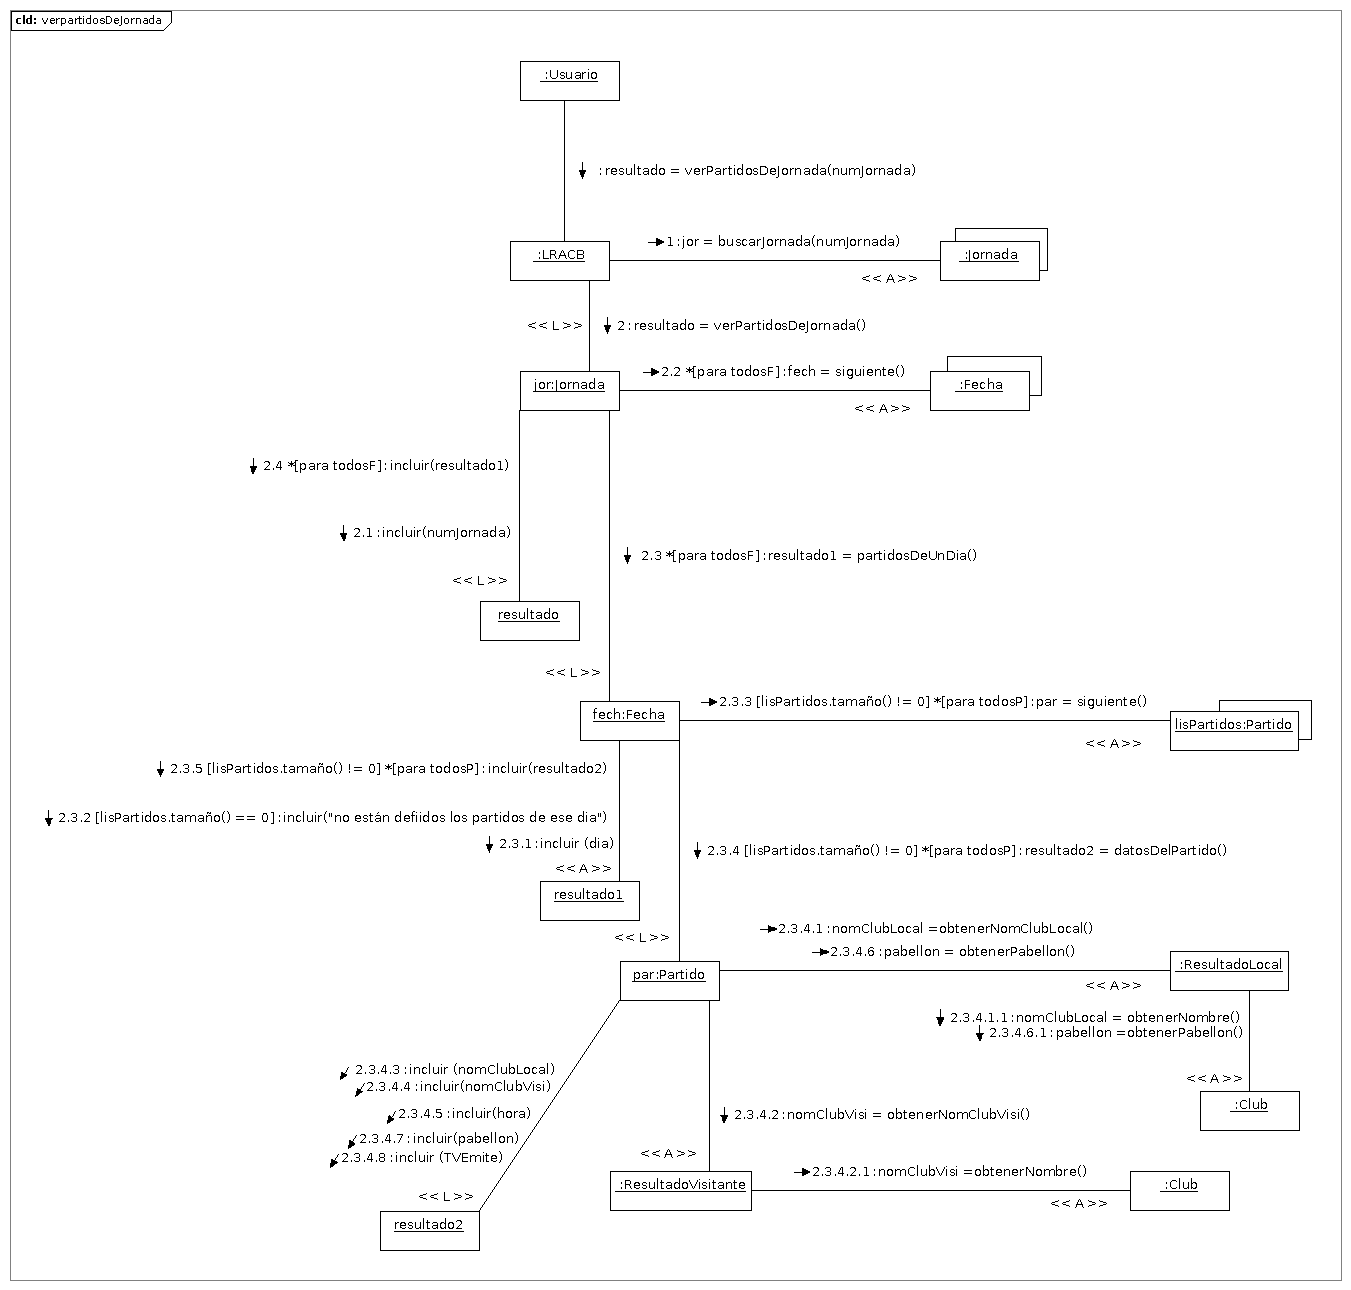 cld: verpartidosDeJornada
:Usuario
: resultado = verPartidosDeJornada(numJornada)
:LRACB
1 : jor = buscarJornada(numJornada)
:Jornada
<< A >>
<< L >>
2 : resultado = verPartidosDeJornada()
jor:Jornada
2.2 *[para todosF] : fech = siguiente()
:Fecha
<< A >>
2.4 *[para todosF] : incluir(resultado1)
2.1 : incluir(numJornada)
2.3 *[para todosF] : resultado1 = partidosDeUnDia()
<< L >>
resultado
<< L >>
fech:Fecha
2.3.3 [lisPartidos.tamaño() != 0] *[para todosP] : par = siguiente()
lisPartidos:Partido
<< A >>
2.3.5 [lisPartidos.tamaño() != 0] *[para todosP] : incluir(resultado2)
2.3.2 [lisPartidos.tamaño() == 0] : incluir("no están defiidos los partidos de ese dia")
2.3.1 : incluir (dia)
2.3.4 [lisPartidos.tamaño() != 0] *[para todosP] : resultado2 = datosDelPartido()
<< A >>
resultado1
<< L >>
2.3.4.1 : nomClubLocal =obtenerNomClubLocal()
2.3.4.6 : pabellon = obtenerPabellon()
par:Partido
:ResultadoLocal
<< A >>
2.3.4.1.1 : nomClubLocal = obtenerNombre()
2.3.4.6.1 : pabellon =obtenerPabellon()
<< A >>
:Club
2.3.4.3 : incluir (nomClubLocal)
2.3.4.4 : incluir(nomClubVisi)
2.3.4.5 : incluir(hora)
2.3.4.7 : incluir(pabellon)
2.3.4.8 : incluir (TVEmite)
2.3.4.2 : nomClubVisi = obtenerNomClubVisi()
<< A >>
:ResultadoVisitante
2.3.4.2.1 : nomClubVisi =obtenerNombre()
:Club
<< A >>
<< L >>
resultado2